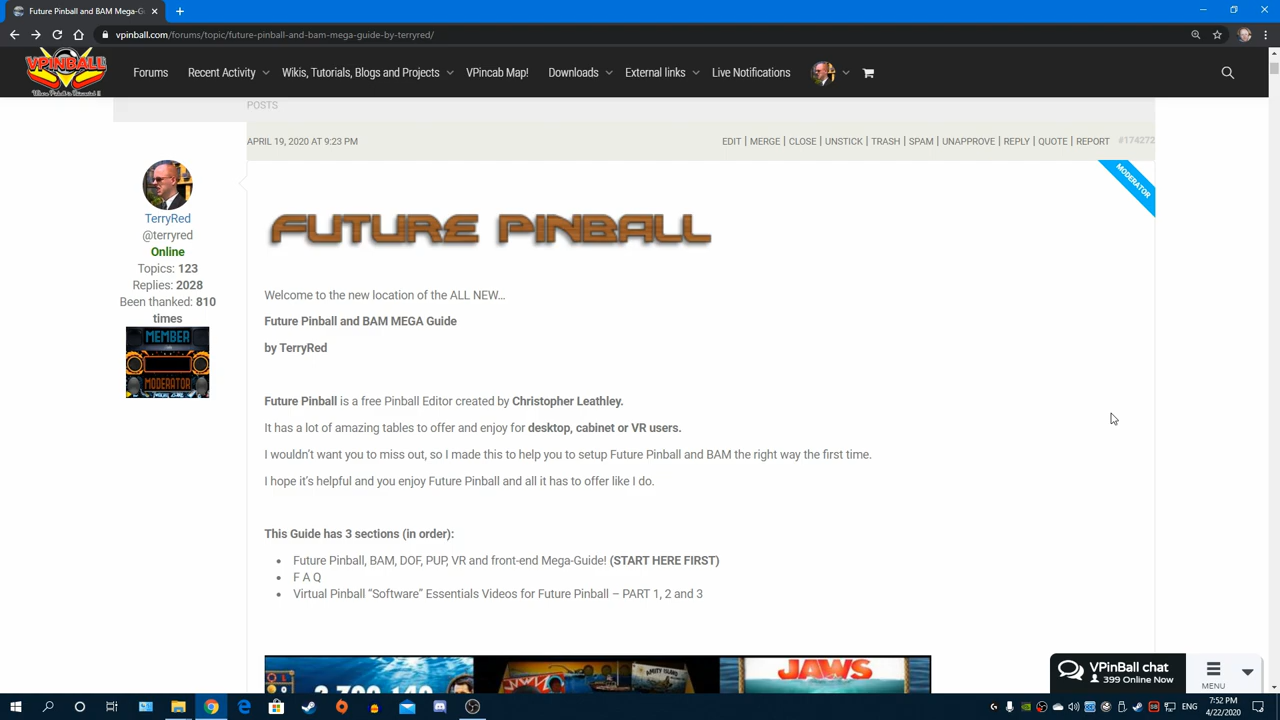 Future Pinball and BAM MEGA Gui
vpinball.com/forums/topic/future-pinball-and-bam-mega-guide-by-terryred/
VPINBALL
Forums
Recent Activity
Wikis, Tutorials, Blogs and Projects
VPincab Map!
Downloads
External links
Live Notifications
POSTS
APRIL 19, 2020 AT 9:23 PM
EDIT | MERGE | CLOSE | UNSTICK | TRASH | SPAM | UNAPPROVE | REPLY | QUOTE | REPORT
#174272
MODERATOR
TerryRed
@terryred
Online
Topics: 123
Replies: 2028
Been thanked: 810
times
MEMBER
MODERATOR
FUTURE PINBALL
Welcome to the new location of the ALL NEW…
Future Pinball and BAM MEGA Guide
by TerryRed
Future Pinball is a free Pinball Editor created by Christopher Leathley.
It has a lot of amazing tables to offer and enjoy for desktop, cabinet or VR users.
I wouldn’t want you to miss out, so I made this to help you to setup Future Pinball and BAM the right way the first time.
I hope it’s helpful and you enjoy Future Pinball and all it has to offer like I do.
This Guide has 3 sections (in order):
• Future Pinball, BAM, DOF, PUP, VR and front-end Mega-Guide! (START HERE FIRST)
• F A Q
• Virtual Pinball “Software” Essentials Videos for Future Pinball – PART 1, 2 and 3
AMITY ISLAND
JAWS
VPinBall chat
399 Online Now
MENU
ENG
7:52 PM
4/22/2020